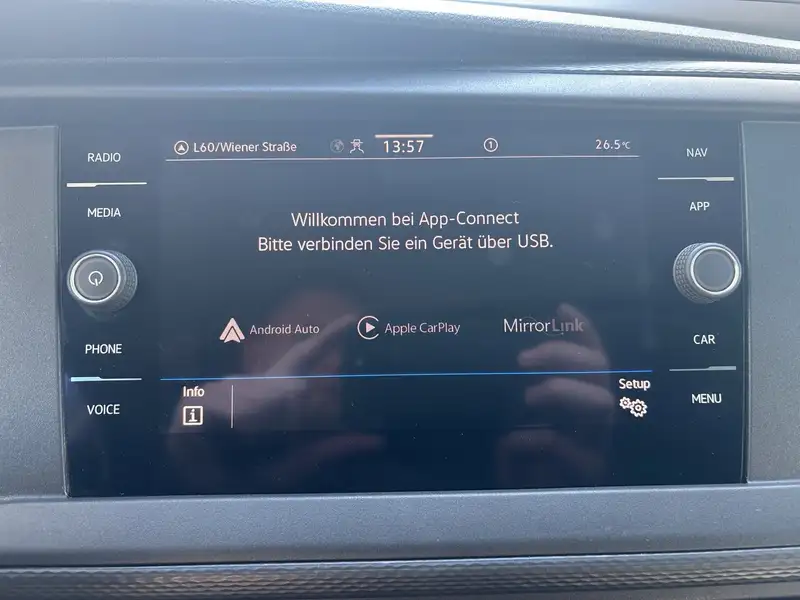 RADIO
MEDIA
PHONE
VOICE
L60/Wiener Straße
13:57
1
26.5°C
Willkommen bei App-Connect
Bitte verbinden Sie ein Gerät über USB.
Android Auto
Apple CarPlay
MirrorLink
Info
i
Setup
NAV
APP
CAR
MENU